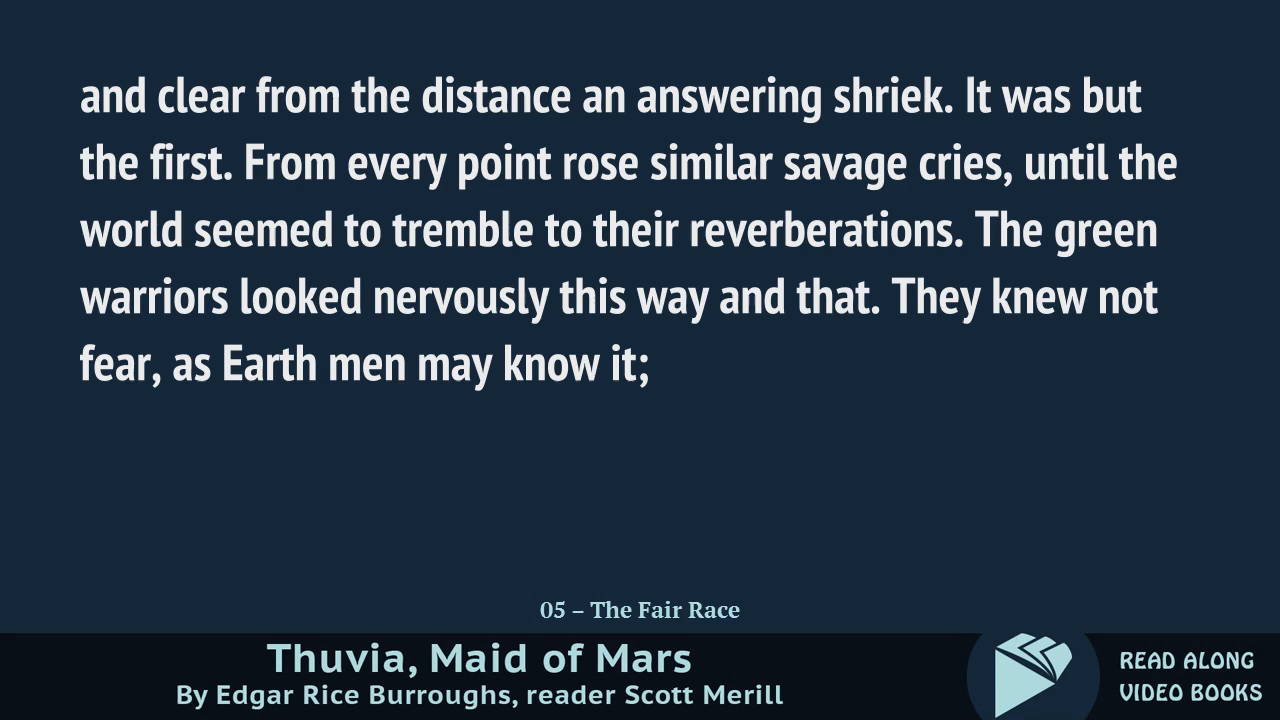 and clear from the distance an answering shriek. It was but
the first. From every point rose similar savage cries, until the
world seemed to tremble to their reverberations. The green
warriors looked nervously this way and that. They knew not
fear, as Earth men may know it;
05 – The Fair Race
Thuvia, Maid of Mars
By Edgar Rice Burroughs, reader Scott Merill
READ ALONG
VIDEO BOOKS